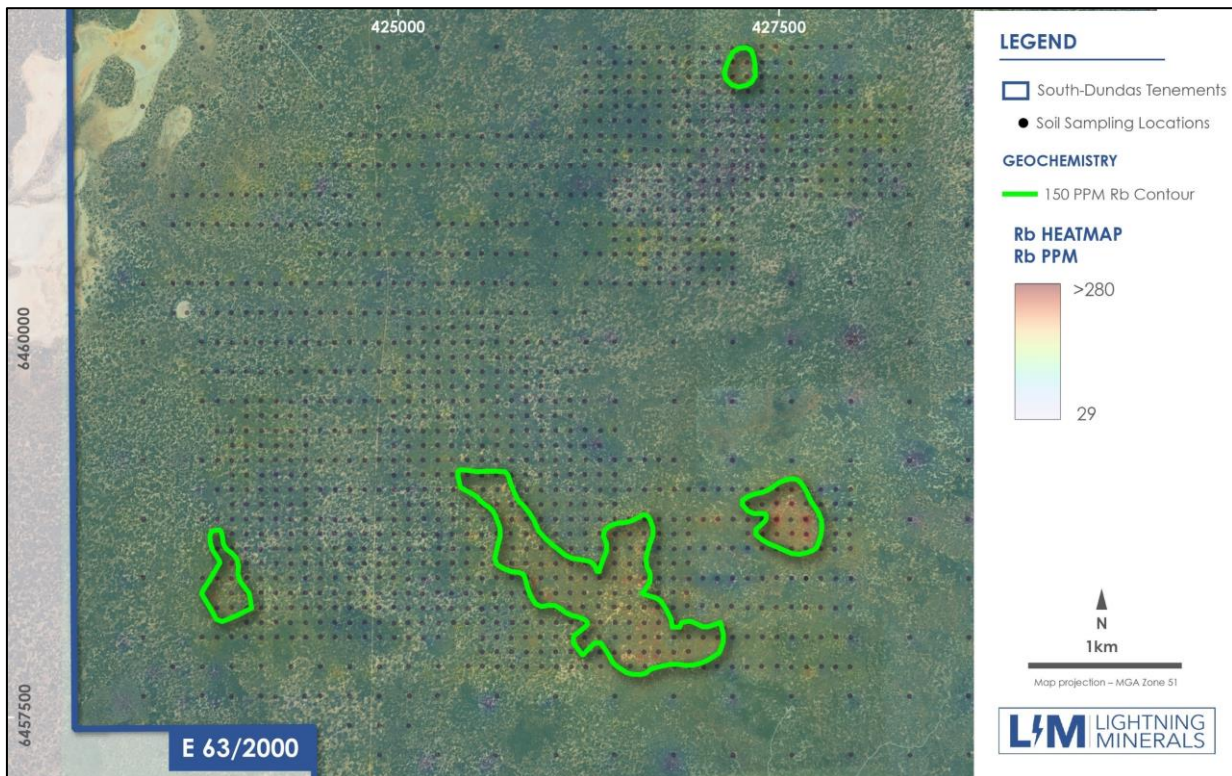 425000
427500
6460000
6457500
E 63/2000
LEGEND
South-Dundas Tenements
Soil Sampling Locations
GEOCHEMISTRY
150 PPM Rb Contour
Rb HEATMAP
Rb PPM
>280
29
N
1km
Map projection – MGA Zone 51
LM LIGHTNING
MINERALS